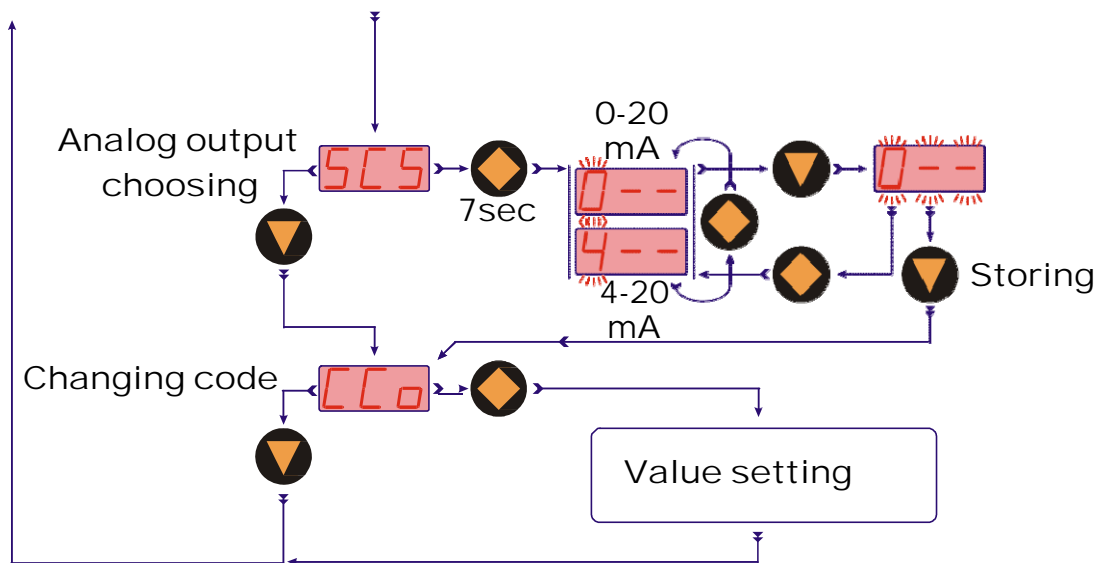 0-20
mA
Analog output
choosing
SCS
7sec
0--
0--
4--
4-20
mA
Storing
Changing code
CCo
Value setting